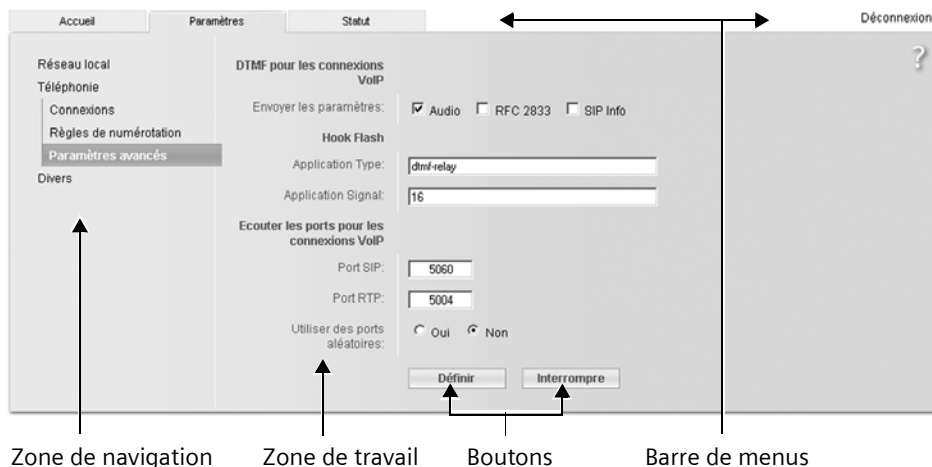 Accueil Paramètres Statut Déconnexion
?
Réseau local
Téléphonie
Connexions
Règles de numérotation
Paramètres avancés
Divers
DTMF pour les connexions
VoIP
Envoyer les paramètres: Audio RFC 2833 SIP Info
Hook Flash
Application Type: dtmf-relay
Application Signal: 16
Ecouter les ports pour les
connexions VoIP
Port SIP: 5060
Port RTP: 5004
Utiliser des ports
aléatoires: Oui Non
Définir Interrompre
Zone de navigation Zone de travail Boutons Barre de menus